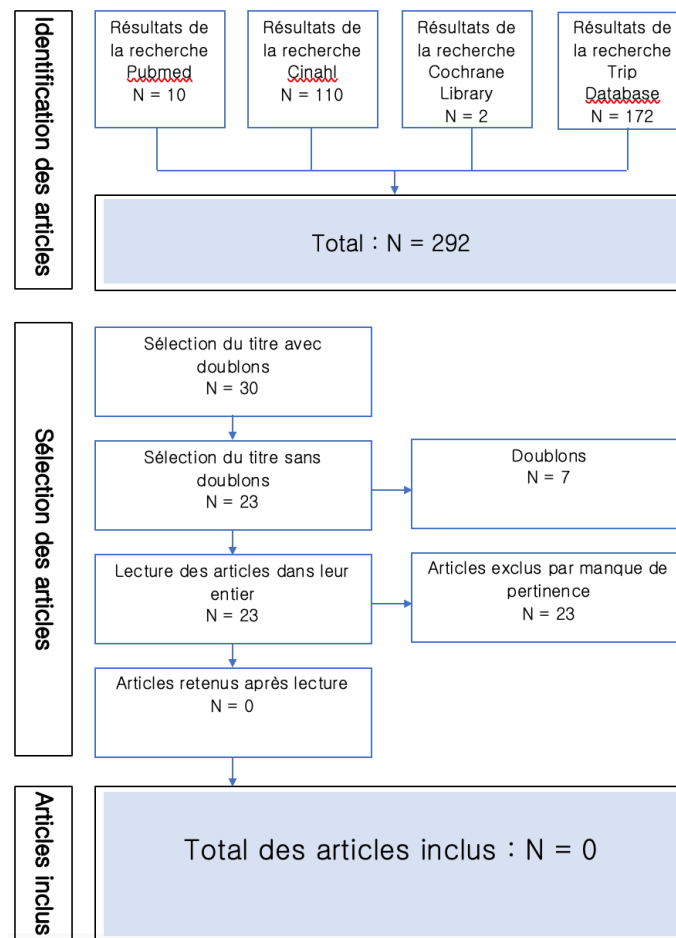 Identification des articles
Résultats de
la recherche
Pubmed
N = 10
Résultats de
la recherche
Cinahl
N = 110
Résultats de
la recherche
Cochrane
Library
N = 2
Résultats de
la recherche
Trip
Database
N = 172
Total : N = 292
Sélection des articles
Sélection du titre avec
doublons
N = 30
Sélection du titre sans
doublons
N = 23
Doublons
N = 7
Lecture des articles dans leur
entier
N = 23
Articles exclus par manque de
pertinence
N = 23
Articles retenus après lecture
N = 0
Articles inclus
Total des articles inclus : N = 0